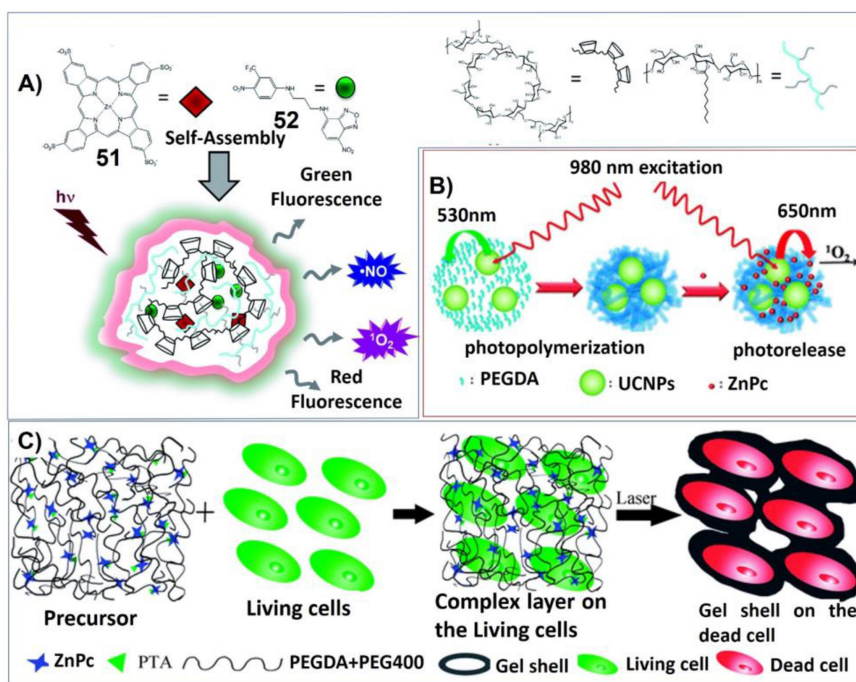 A)
51
=
Self-Assembly
52
=
hν
Green
Fluorescence
•NO
¹O₂
Red
Fluorescence
=
=
B)
980 nm excitation
530nm
650nm
¹O₂
photopolymerization
photorelease
: PEGDA
: UCNPs
: ZnPc
C)
+
Laser
Precursor
Living cells
Complex layer on
the Living cells
Gel shell on the
dead cell
ZnPc
PTA
PEGDA+PEG400
Gel shell
Living cell
Dead cell